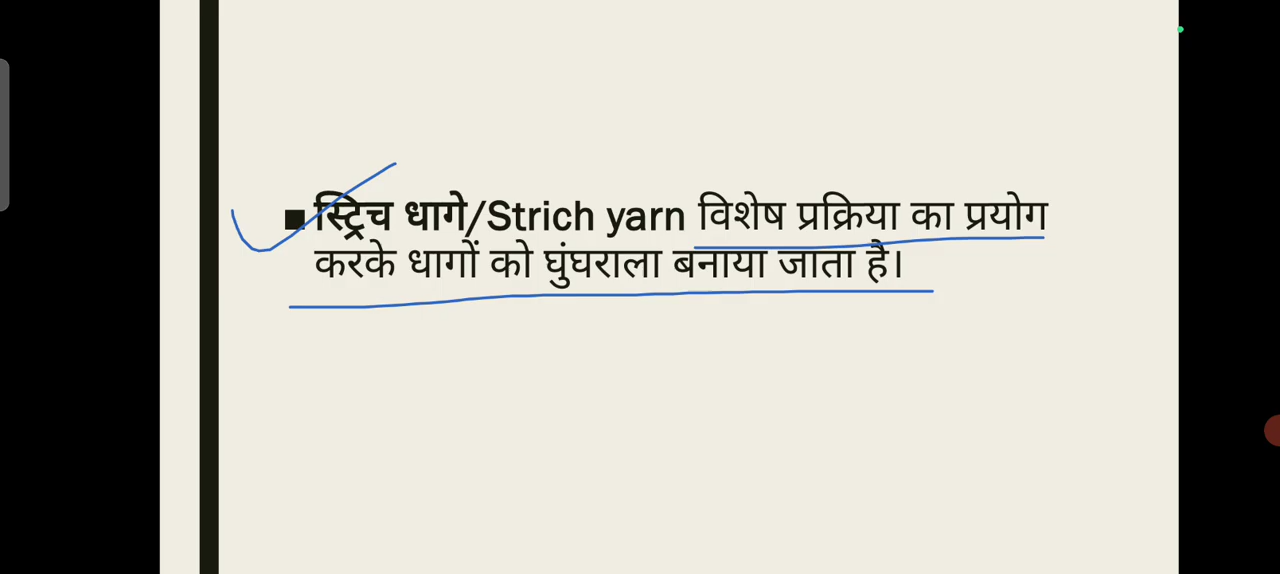 ■ स्ट्रिच धागे/Strich yarn विशेष प्रक्रिया का प्रयोग
करके धागों को घुंघराला बनाया जाता है।